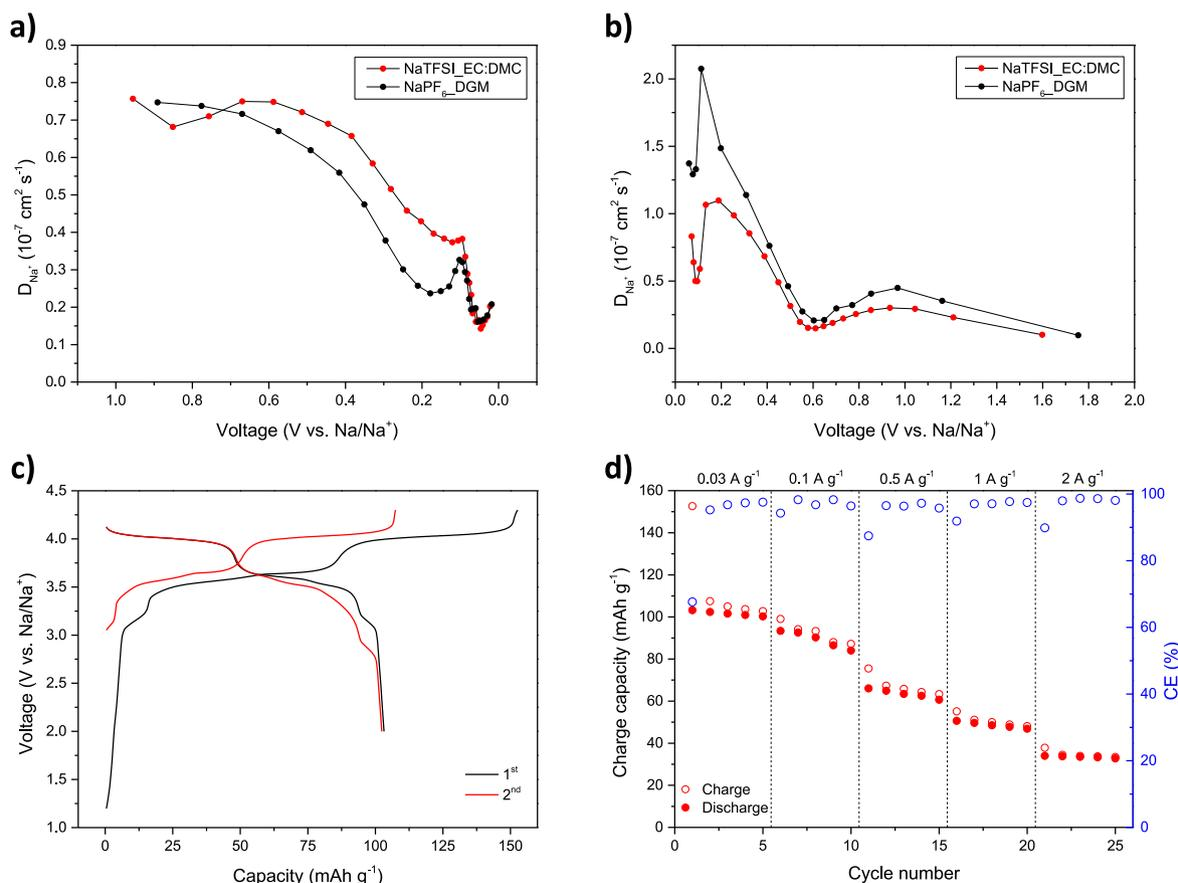 a)
NaTFSI_EC:DMC
NaPF₆_DGM
D_Na⁺ (10⁻⁷ cm² s⁻¹)
0.9
0.8
0.7
0.6
0.5
0.4
0.3
0.2
0.1
0.0
1.0 0.8 0.6 0.4 0.2 0.0
Voltage (V vs. Na/Na⁺)
b)
NaTFSI_EC:DMC
NaPF₆_DGM
D_Na⁺ (10⁻⁷ cm² s⁻¹)
2.0
1.5
1.0
0.5
0.0
0.0 0.2 0.4 0.6 0.8 1.0 1.2 1.4 1.6 1.8 2.0
Voltage (V vs. Na/Na⁺)
c)
Voltage (V vs. Na/Na⁺)
4.5
4.0
3.5
3.0
2.5
2.0
1.5
1.0
1ˢᵗ
2ⁿᵈ
0 25 50 75 100 125 150
Capacity (mAh g⁻¹)
d)
0.03 A g⁻¹ 0.1 A g⁻¹ 0.5 A g⁻¹ 1 A g⁻¹ 2 A g⁻¹
Charge capacity (mAh g⁻¹)
160
140
120
100
80
60
40
20
0
Charge
Discharge
100
80
60
40
20
0
CE (%)
0 5 10 15 20 25
Cycle number